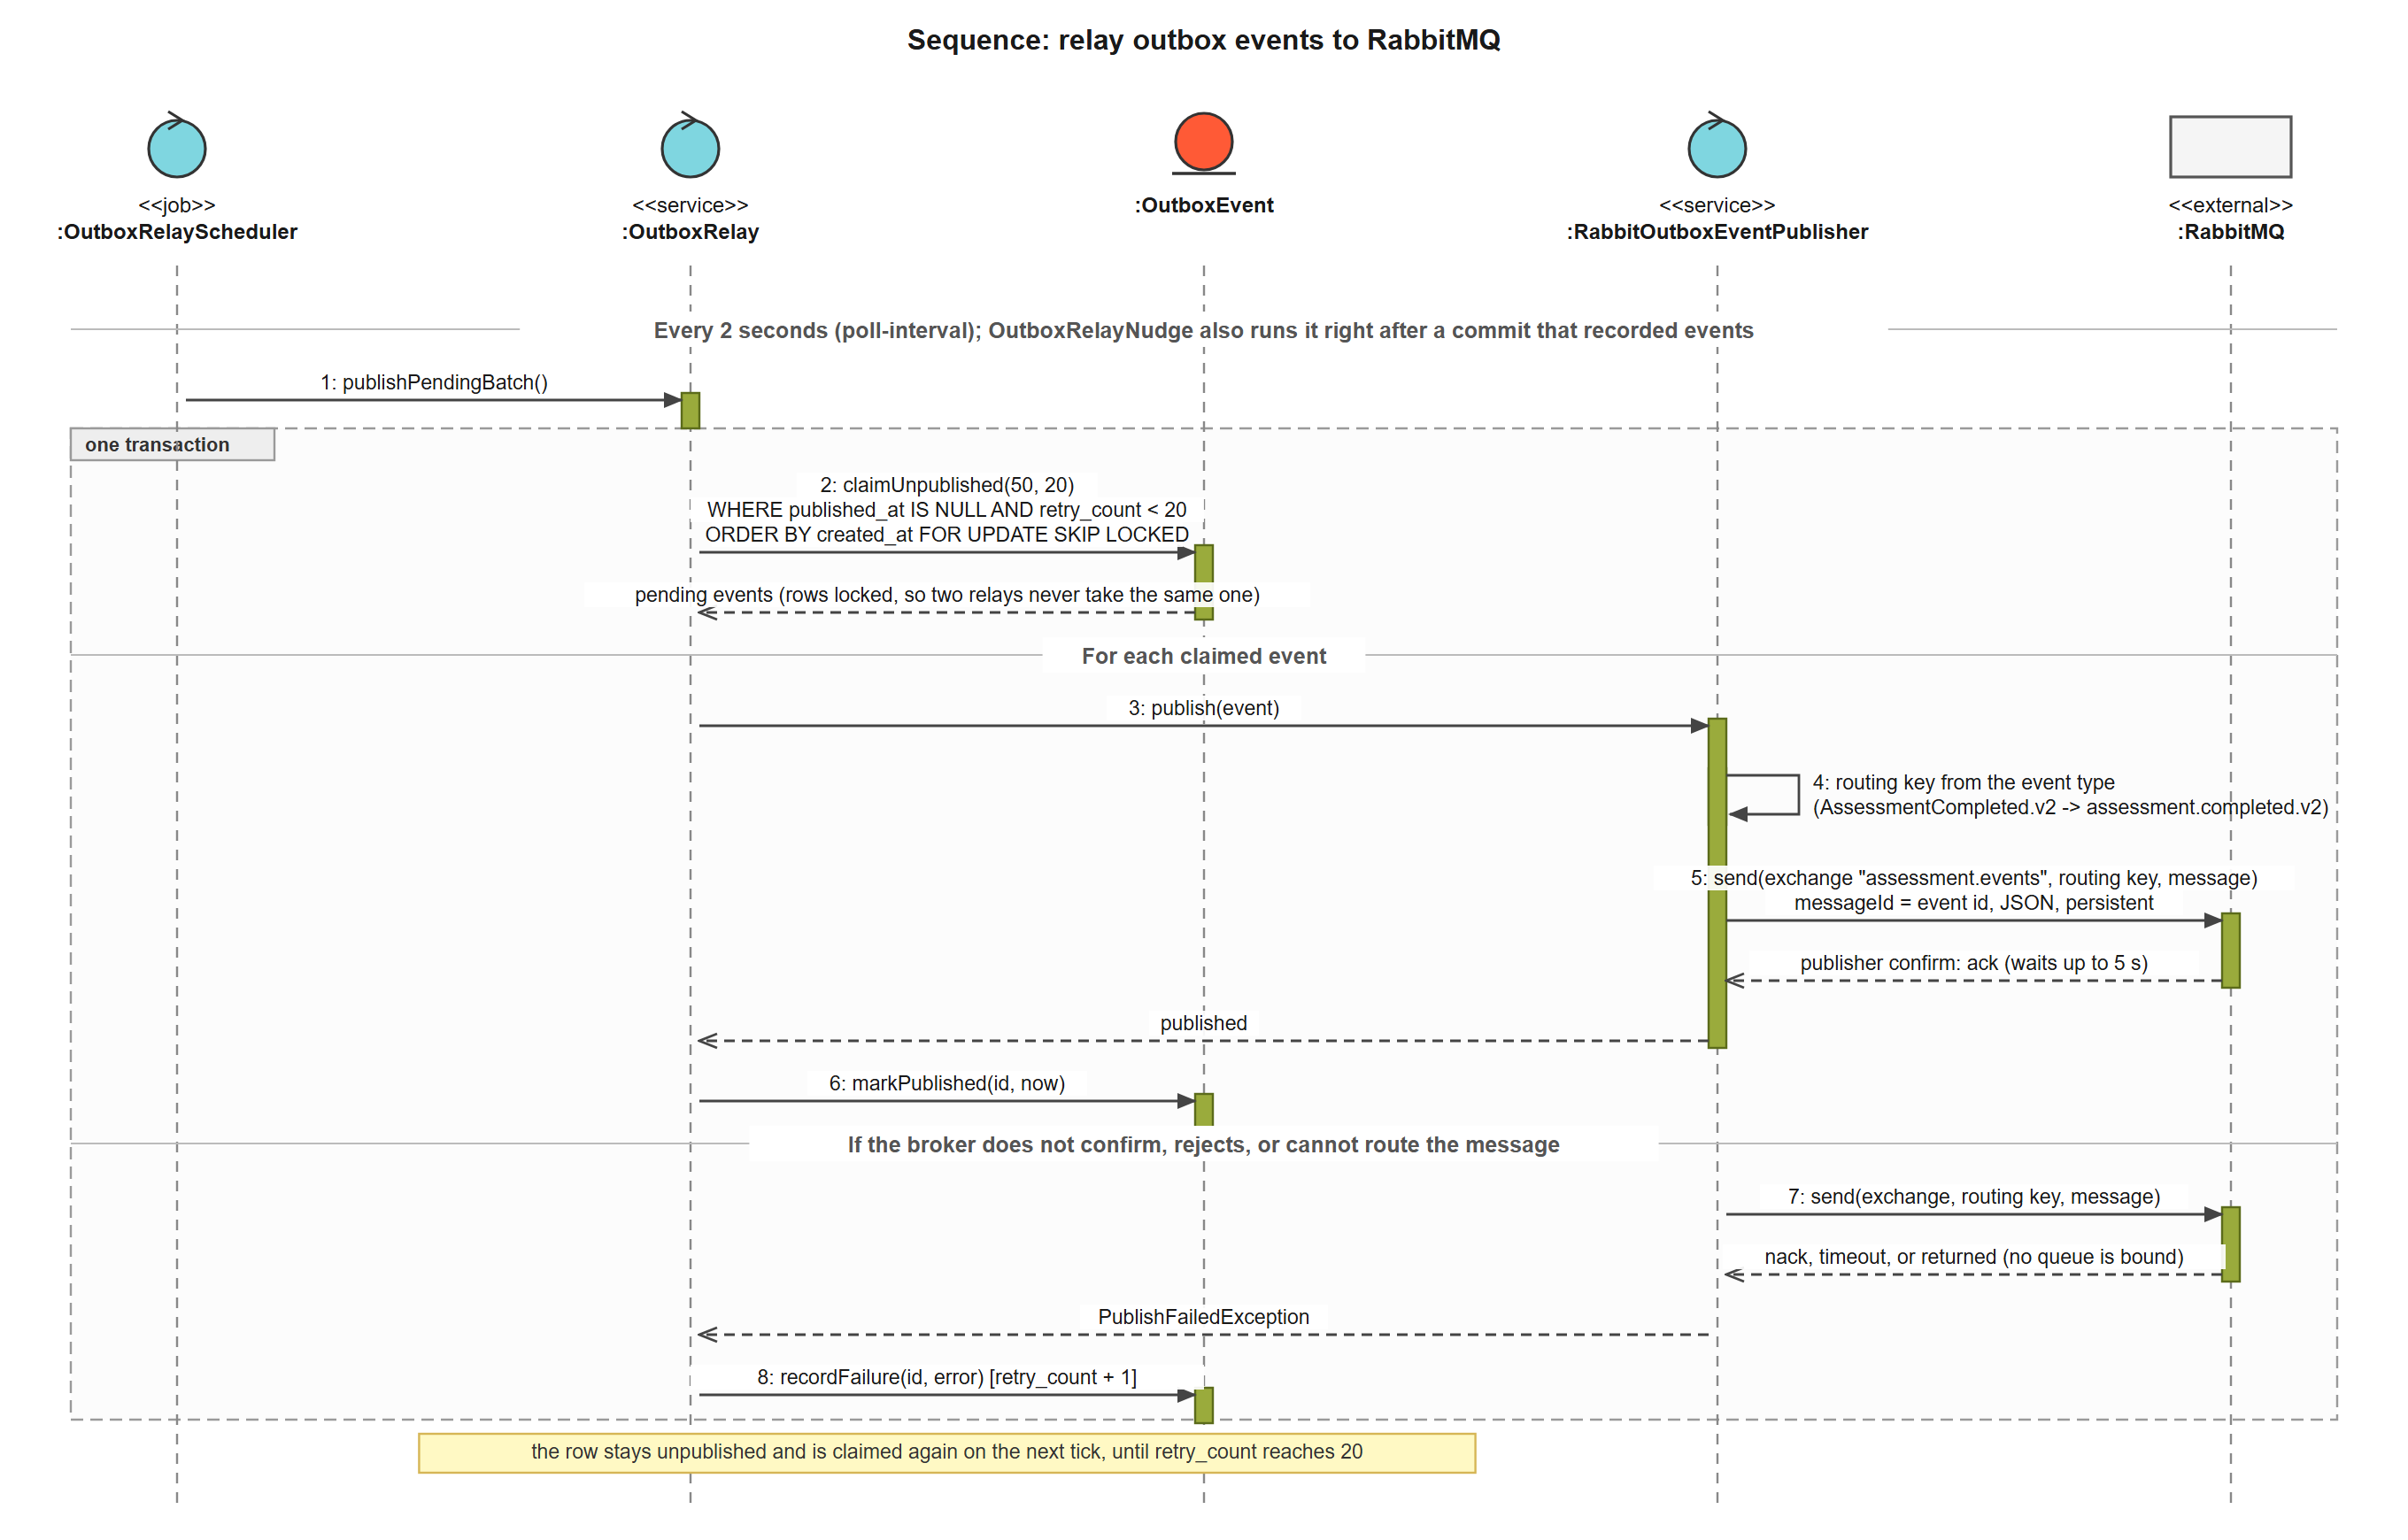 Sequence: relay outbox events to RabbitMQ
<<job>>
:OutboxRelayScheduler
<<service>>
:OutboxRelay
:OutboxEvent
<<service>>
:RabbitOutboxEventPublisher
<<external>>
:RabbitMQ
Every 2 seconds (poll-interval); OutboxRelayNudge also runs it right after a commit that recorded events
1: publishPendingBatch()
one transaction
2: claimUnpublished(50, 20)
WHERE published_at IS NULL AND retry_count < 20
ORDER BY created_at FOR UPDATE SKIP LOCKED
pending events (rows locked, so two relays never take the same one)
For each claimed event
3: publish(event)
4: routing key from the event type
(AssessmentCompleted.v2 -> assessment.completed.v2)
5: send(exchange "assessment.events", routing key, message)
messageId = event id, JSON, persistent
publisher confirm: ack (waits up to 5 s)
published
6: markPublished(id, now)
If the broker does not confirm, rejects, or cannot route the message
7: send(exchange, routing key, message)
nack, timeout, or returned (no queue is bound)
PublishFailedException
8: recordFailure(id, error) [retry_count + 1]
the row stays unpublished and is claimed again on the next tick, until retry_count reaches 20